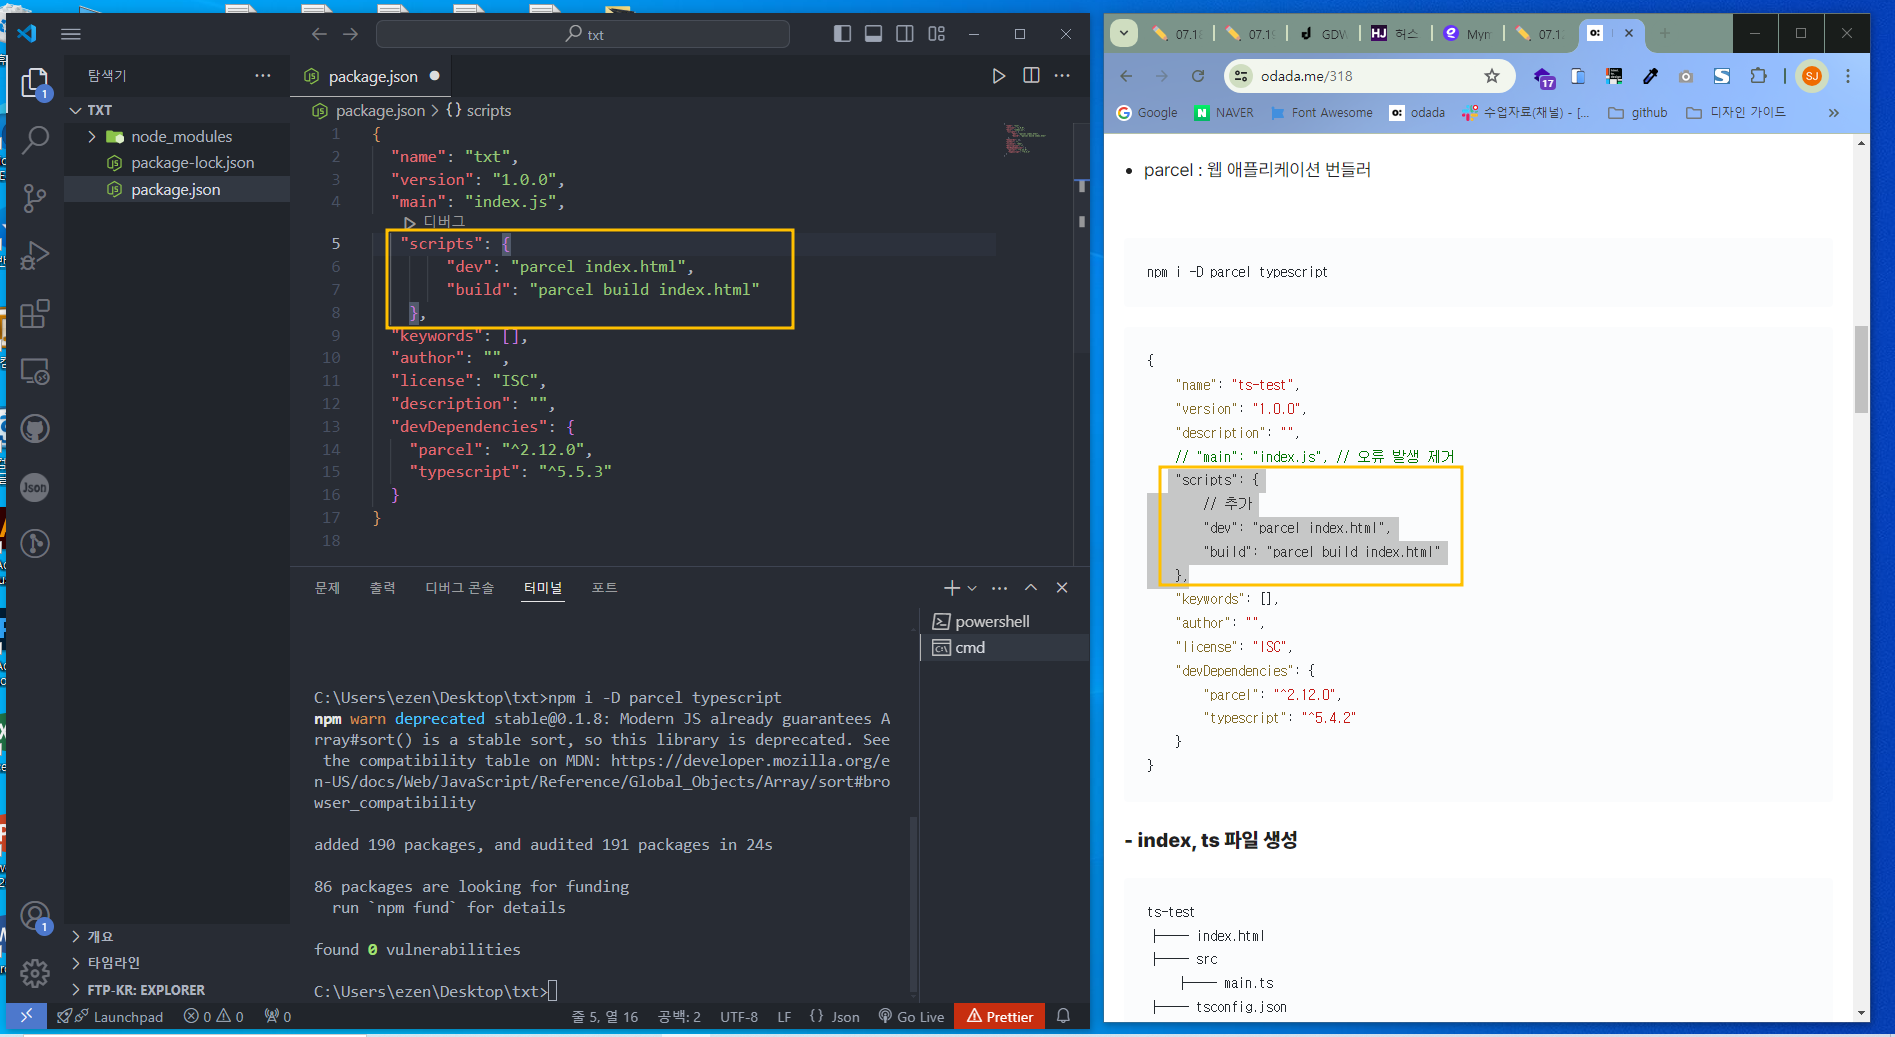 txt
탐색기
TXT
node_modules
package-lock.json
package.json
1
package.json
package.json > {} scripts
1 {
2 "name": "txt",
3 "version": "1.0.0",
4 "main": "index.js",
디버그
5 "scripts": {
6 "dev": "parcel index.html",
7 "build": "parcel build index.html"
8 },
9 "keywords": [],
10 "author": "",
11 "license": "ISC",
12 "description": "",
13 "devDependencies": {
14 "parcel": "^2.12.0",
15 "typescript": "^5.5.3"
16 }
17 }
18
Json
문제 출력 디버그 콘솔 터미널 포트
powershell
cmd
C:\Users\ezen\Desktop\txt>npm i -D parcel typescript
npm warn deprecated stable@0.1.8: Modern JS already guarantees A
rray#sort() is a stable sort, so this library is deprecated. See
the compatibility table on MDN: https://developer.mozilla.org/e
n-US/docs/Web/JavaScript/Reference/Global_Objects/Array/sort#bro
wser_compatibility
added 190 packages, and audited 191 packages in 24s
86 packages are looking for funding
run `npm fund` for details
found 0 vulnerabilities
C:\Users\ezen\Desktop\txt>
1
개요
타임라인
FTP-KR: EXPLORER
Launchpad 0 0 0 줄 5, 열 16 공백: 2 UTF-8 LF {} Json Go Live Prettier
07.1 07.1 GDW HJ 허스 Myn 07.1 o:
odada.me/318 17 SJ
Google NAVER Font Awesome o: odada 수업자료(채널) - [... github 디자인 가이드 »
• parcel : 웹 애플리케이션 번들러
npm i -D parcel typescript
{
"name": "ts-test",
"version": "1.0.0",
"description": "",
// "main": "index.js", // 오류 발생 제거
"scripts": {
// 추가
"dev": "parcel index.html",
"build": "parcel build index.html"
},
"keywords": [],
"author": "",
"license": "ISC",
"devDependencies": {
"parcel": "^2.12.0",
"typescript": "^5.4.2"
}
}
- index, ts 파일 생성
ts-test
├── index.html
├── src
├── main.ts
├── tsconfig.json